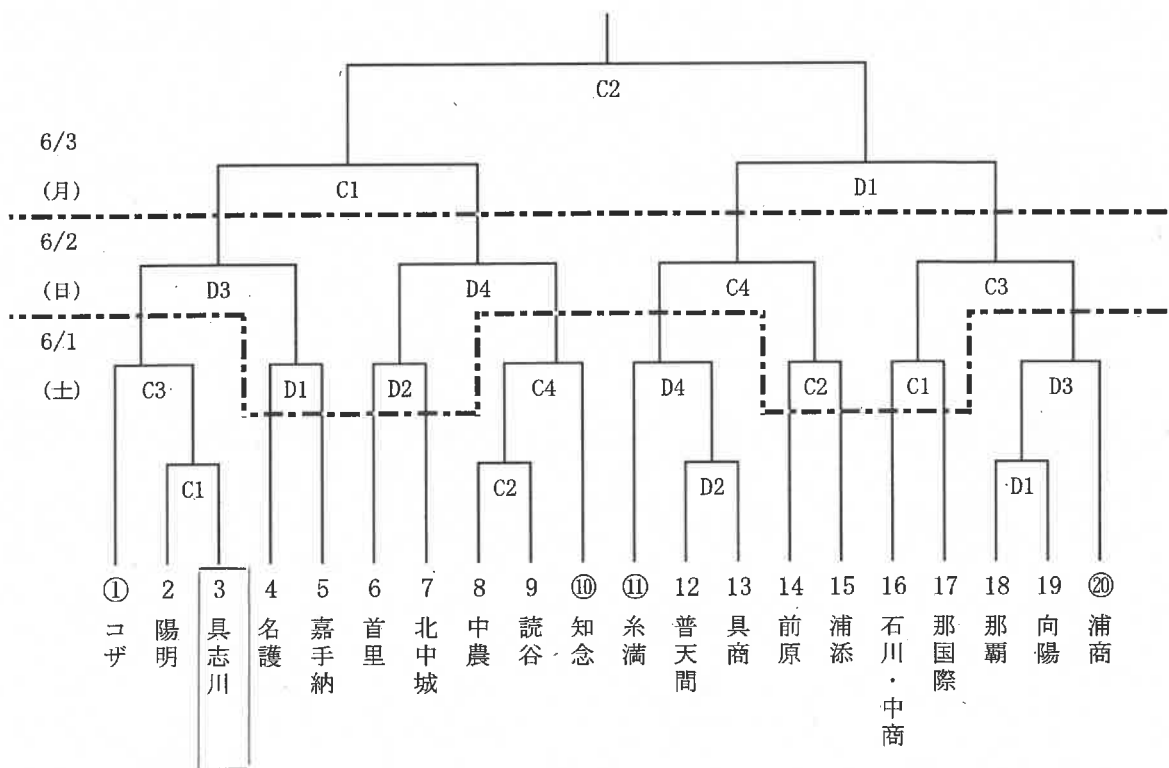 C2
6/3
(月)
C1
D1
6/2
(日)
D3
D4
C4
C3
6/1
(土)
C3
D1
D2
C4
D4
C2
C1
D3
C1
C2
D2
D1
① 2 3 4 5 6 7 8 9 ⑩ ⑪ 12 13 14 15 16 17 18 19 ⑳
コザ
陽明
具志川
名護
嘉手納
首里
北中城
中農
読谷
知念
糸満
普天間
具商
前原
浦添
石川・中商
那国際
那覇
向陽
浦商